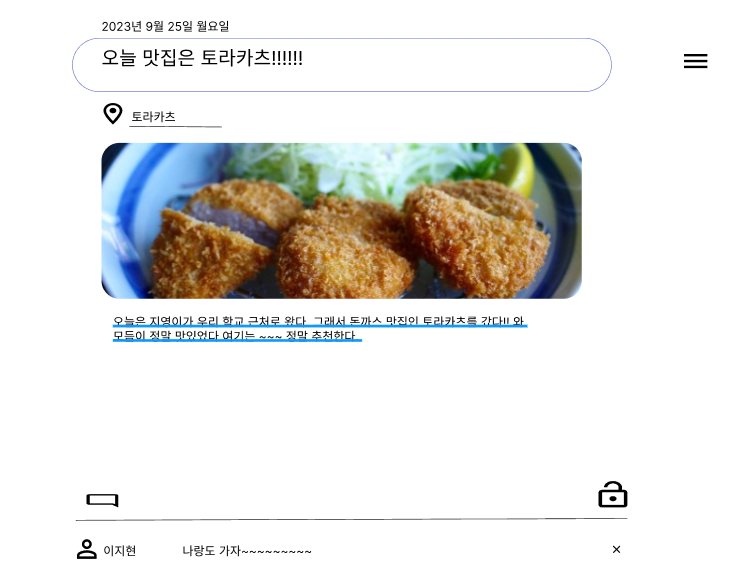 2023년 9월 25일 월요일
오늘 맛집은 토라카츠!!!!!!
토라카츠
오늘은 지영이가 우리 학교 근처로 왔다. 그래서 돈까스 맛집인 토라카츠를 갔다!! 와
모듬이 정말 맛있었다 여기는 ~~~ 정말 추천한다.
이지현 나랑도 가자~~~~~~~~~